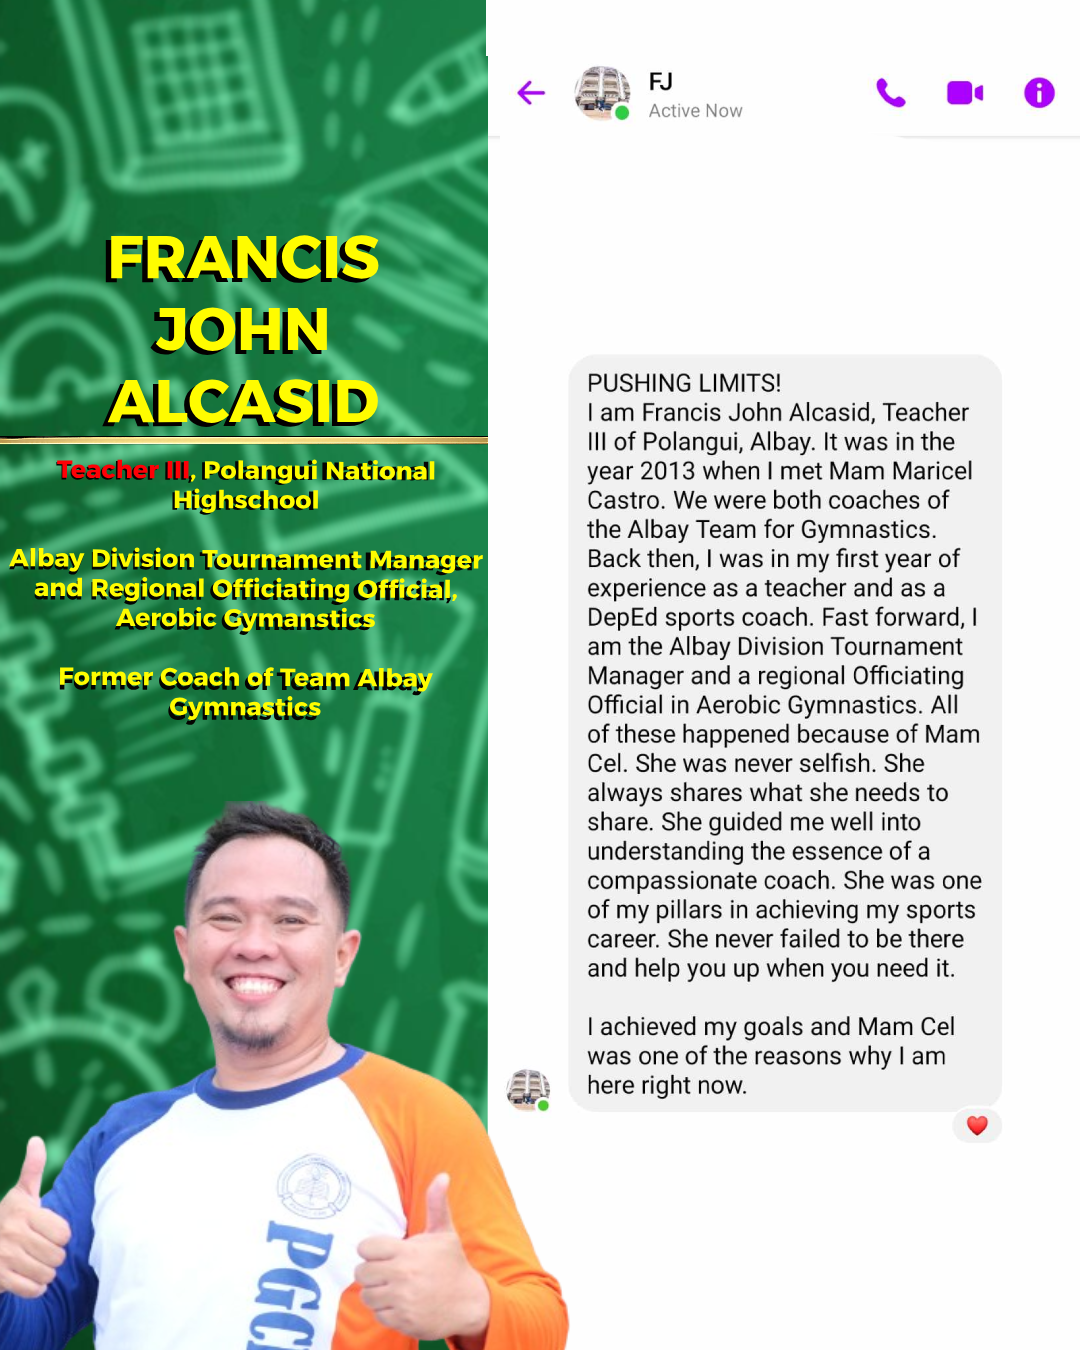 FRANCIS
JOHN
ALCASID
Teacher III, Polangui National
Highschool
Albay Division Tournament Manager
and Regional Officiating Official,
Aerobic Gymanstics
Former Coach of Team Albay
Gymnastics
FJ
Active Now
PUSHING LIMITS!
I am Francis John Alcasid, Teacher
III of Polangui, Albay. It was in the
year 2013 when I met Mam Maricel
Castro. We were both coaches of
the Albay Team for Gymnastics.
Back then, I was in my first year of
experience as a teacher and as a
DepEd sports coach. Fast forward, I
am the Albay Division Tournament
Manager and a regional Officiating
Official in Aerobic Gymnastics. All
of these happened because of Mam
Cel. She was never selfish. She
always shares what she needs to
share. She guided me well into
understanding the essence of a
compassionate coach. She was one
of my pillars in achieving my sports
career. She never failed to be there
and help you up when you need it.
I achieved my goals and Mam Cel
was one of the reasons why I am
here right now.